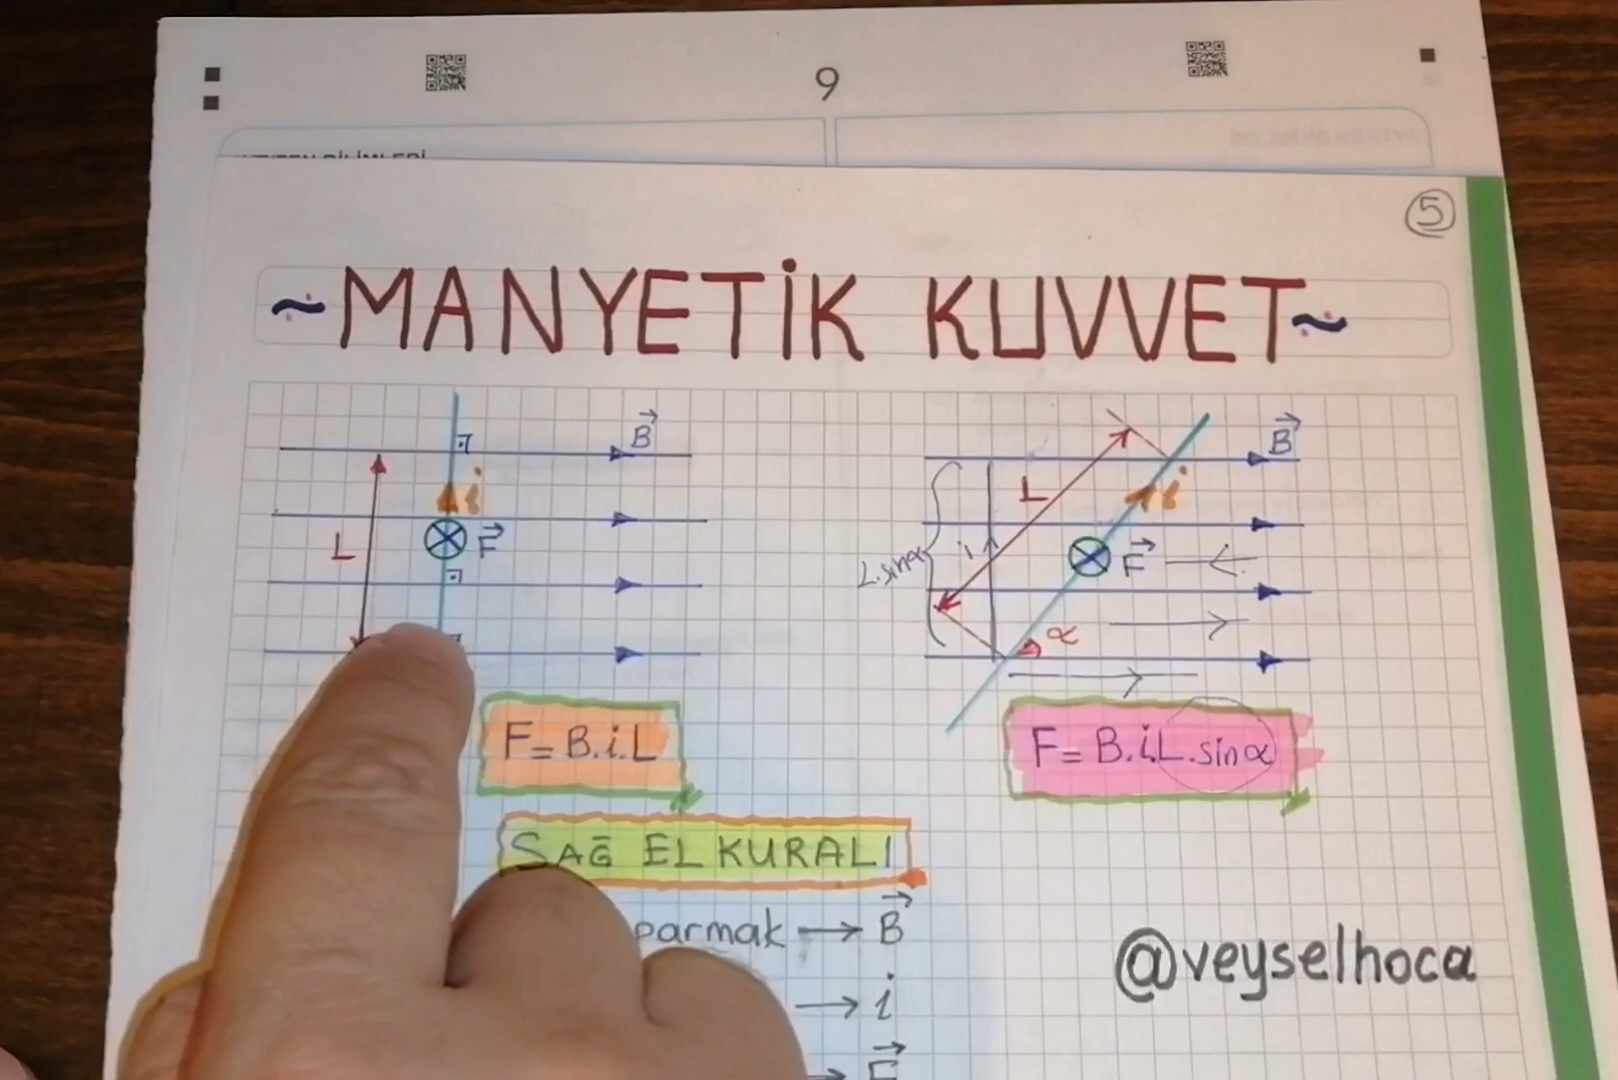 9
5
~MANYETİK KUVVET~
B
i
F
L
B
L
i
i
L.sinα
F
α
F=B.i.L
F=B.i.L.sinα
SAĞ EL KURALI
parmak → B
→ i
@veyselhoca
→ F